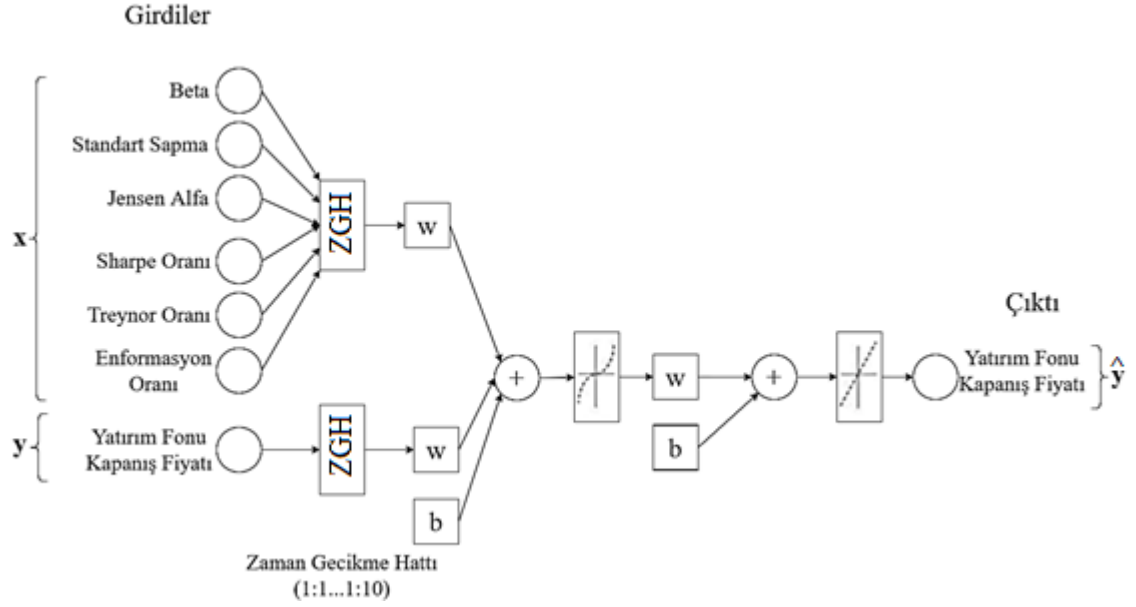 Girdiler
Beta
Standart Sapma
Jensen Alfa
Sharpe Oranı
Treynor Oranı
Enformasyon
Oranı
x
ZGH
w
y
Yatırım Fonu
Kapanış Fiyatı
ZGH
w
b
Zaman Gecikme Hattı
(1:1...1:10)
+
w
b
+
Çıktı
Yatırım Fonu
Kapanış Fiyatı
ŷ